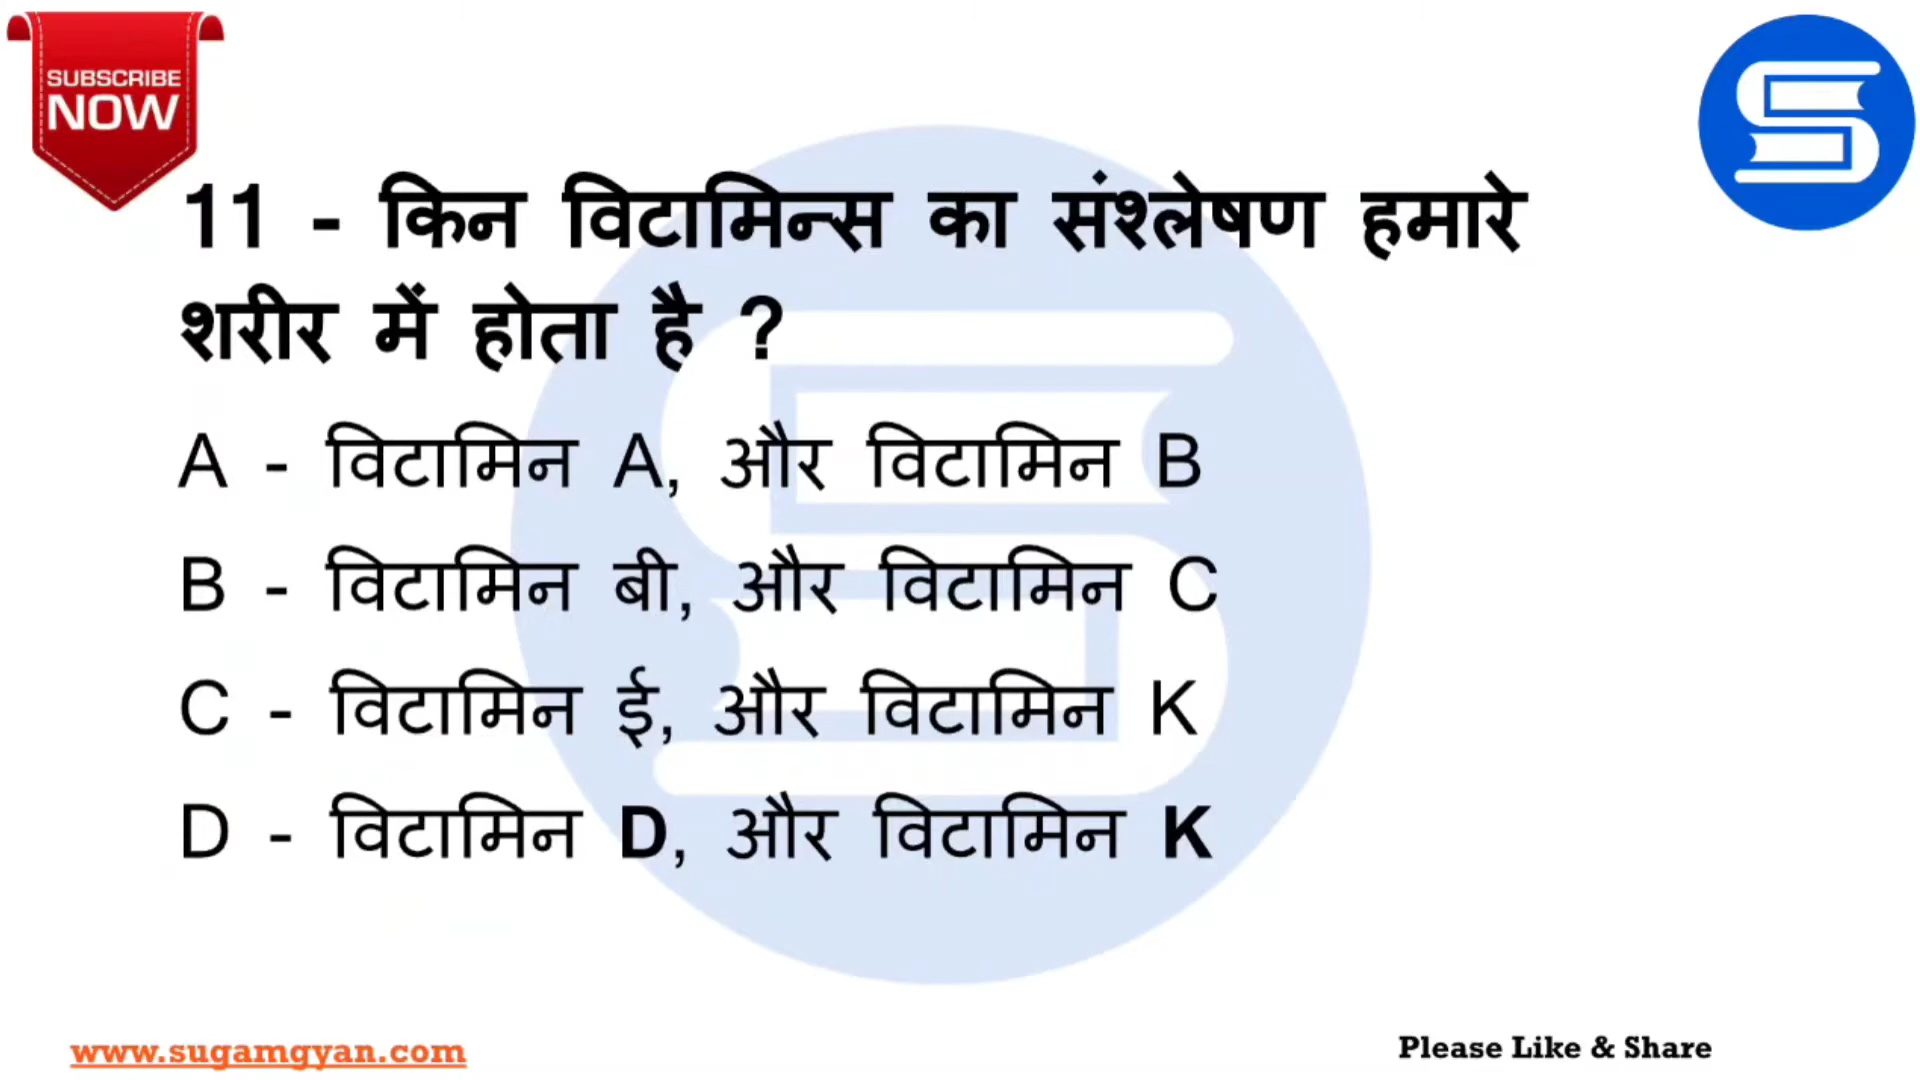 SUBSCRIBE
NOW
11 - किन विटामिन्स का संश्लेषण हमारे
शरीर में होता है ?
A - विटामिन A, और विटामिन B
B - विटामिन बी, और विटामिन C
C - विटामिन ई, और विटामिन K
D - विटामिन D, और विटामिन K
www.sugamgyan.com
Please Like & Share